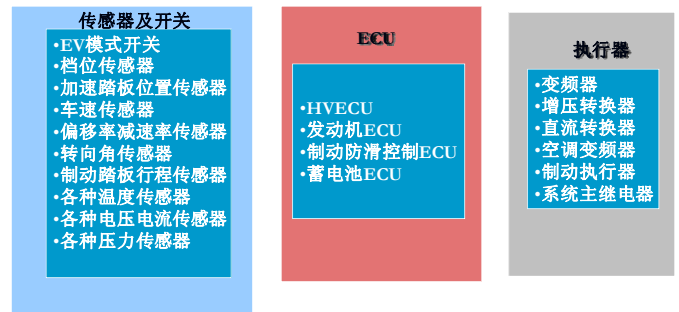 传感器及开关
•EV模式开关
•档位传感器
•加速踏板位置传感器
•车速传感器
•偏移率减速率传感器
•转向角传感器
•制动踏板行程传感器
•各种温度传感器
•各种电压电流传感器
•各种压力传感器
ECU
•HVECU
•发动机ECU
•制动防滑控制ECU
•蓄电池ECU
执行器
•变频器
•增压转换器
•直流转换器
•空调变频器
•制动执行器
•系统主继电器